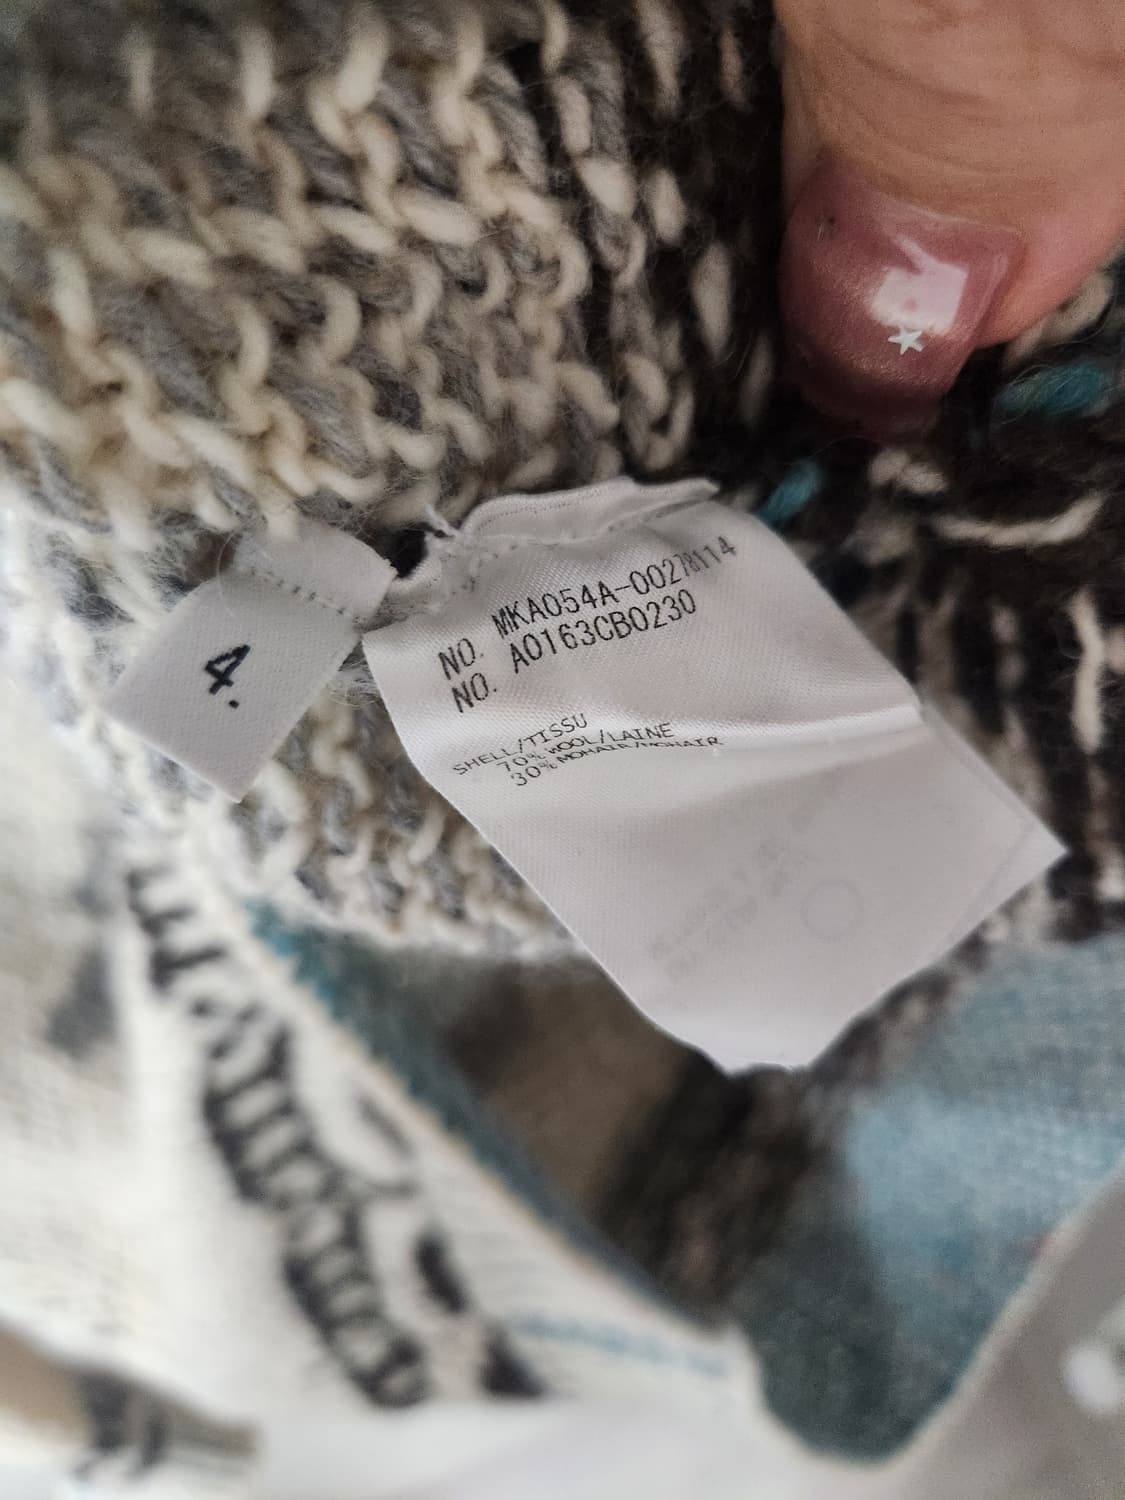 4.
NO. MKA054A-00278114
NO. A0163CB0230
SHELL/TISSU
70% WOOL/LAINE
30% MOHAIR/MOHAIR